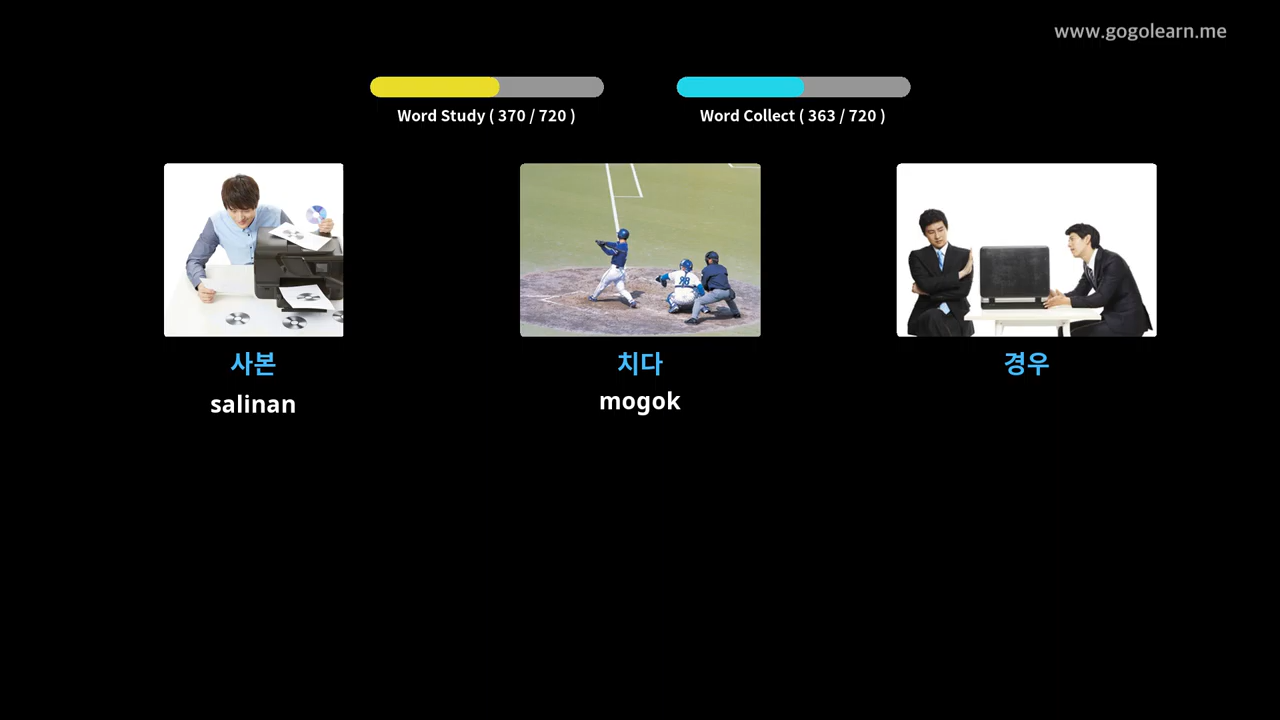 www.gogolearn.me
Word Study ( 370 / 720 )
Word Collect ( 363 / 720 )
사본
치다
경우
salinan
mogok